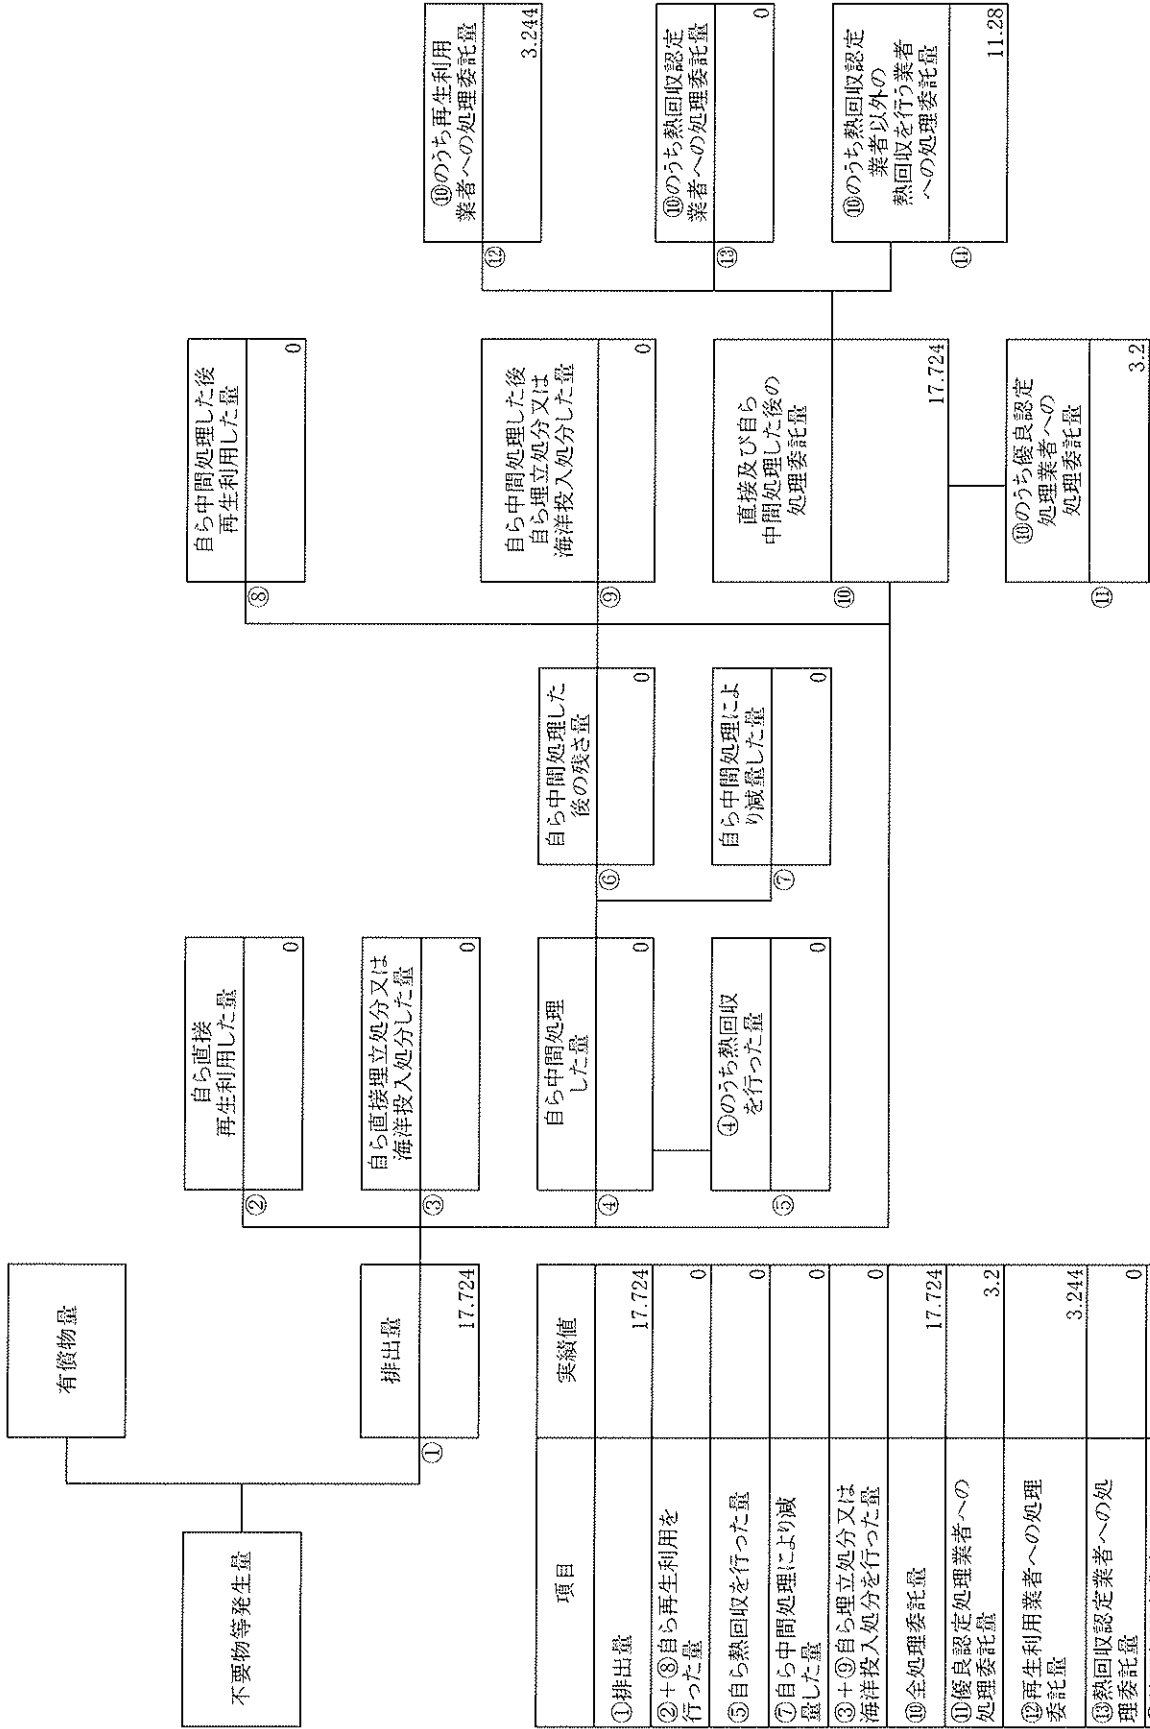 不要物等発生量
有償物量
①
排出量
17.724
②
自ら直接
再生利用した量
0
③
自ら直接埋立処分又は
海洋投入処分した量
0
④
自ら中間処理
した量
0
⑤
④のうち熱回収
を行った量
0
⑥
自ら中間処理した
後の残さ量
0
⑦
自ら中間処理によ
り減量した量
0
⑧
自ら中間処理した後
再生利用した量
0
⑨
自ら中間処理した後
自ら埋立処分又は
海洋投入処分した量
0
⑩
直接及び自ら
中間処理した後の
処理委託量
17.724
⑪
⑩のうち優良認定
処理業者への
処理委託量
3.2
⑫
⑩のうち再生利用
業者への処理委託量
3.244
⑬
⑩のうち熱回収認定
業者への処理委託量
0
⑭
⑩のうち熱回収認定
業者以外の
熱回収を行う業者
への処理委託量
11.28
項目 実績値
①排出量 17.724
②+⑧自ら再生利用を
行った量 0
⑤自ら熱回収を行った量 0
⑦自ら中間処理により減
量した量 0
③+⑨自ら埋立処分又は
海洋投入処分を行った量 0
⑩全処理委託量 17.724
⑪優良認定処理業者への
処理委託量 3.2
⑫再生利用業者への処理
委託量 3.244
⑬熱回収認定業者への処
理委託量 0